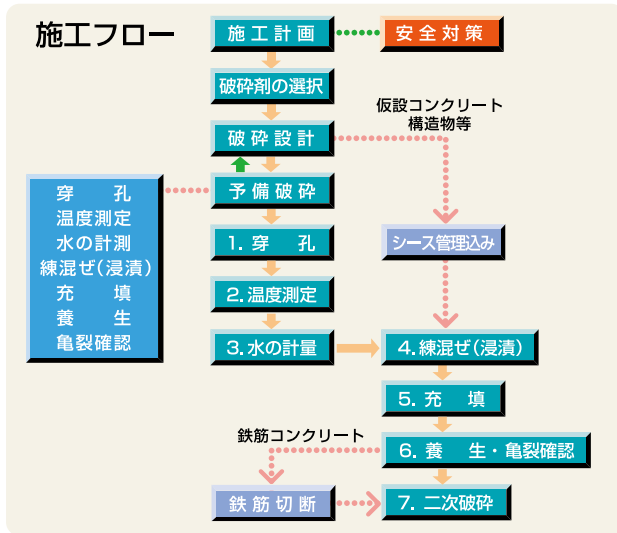 施工フロー
施工計画
安全対策
破砕剤の選択
破砕設計
仮設コンクリート
構造物等
予備破砕
穿　孔
温度測定
水の計測
練混ぜ(浸漬)
充　填
養　生
亀裂確認
1. 穿　孔
シース管理込み
2. 温度測定
3. 水の計量
4. 練混ぜ(浸漬)
5. 充　填
鉄筋コンクリート
6. 養　生・亀裂確認
鉄筋切断
7. 二次破砕